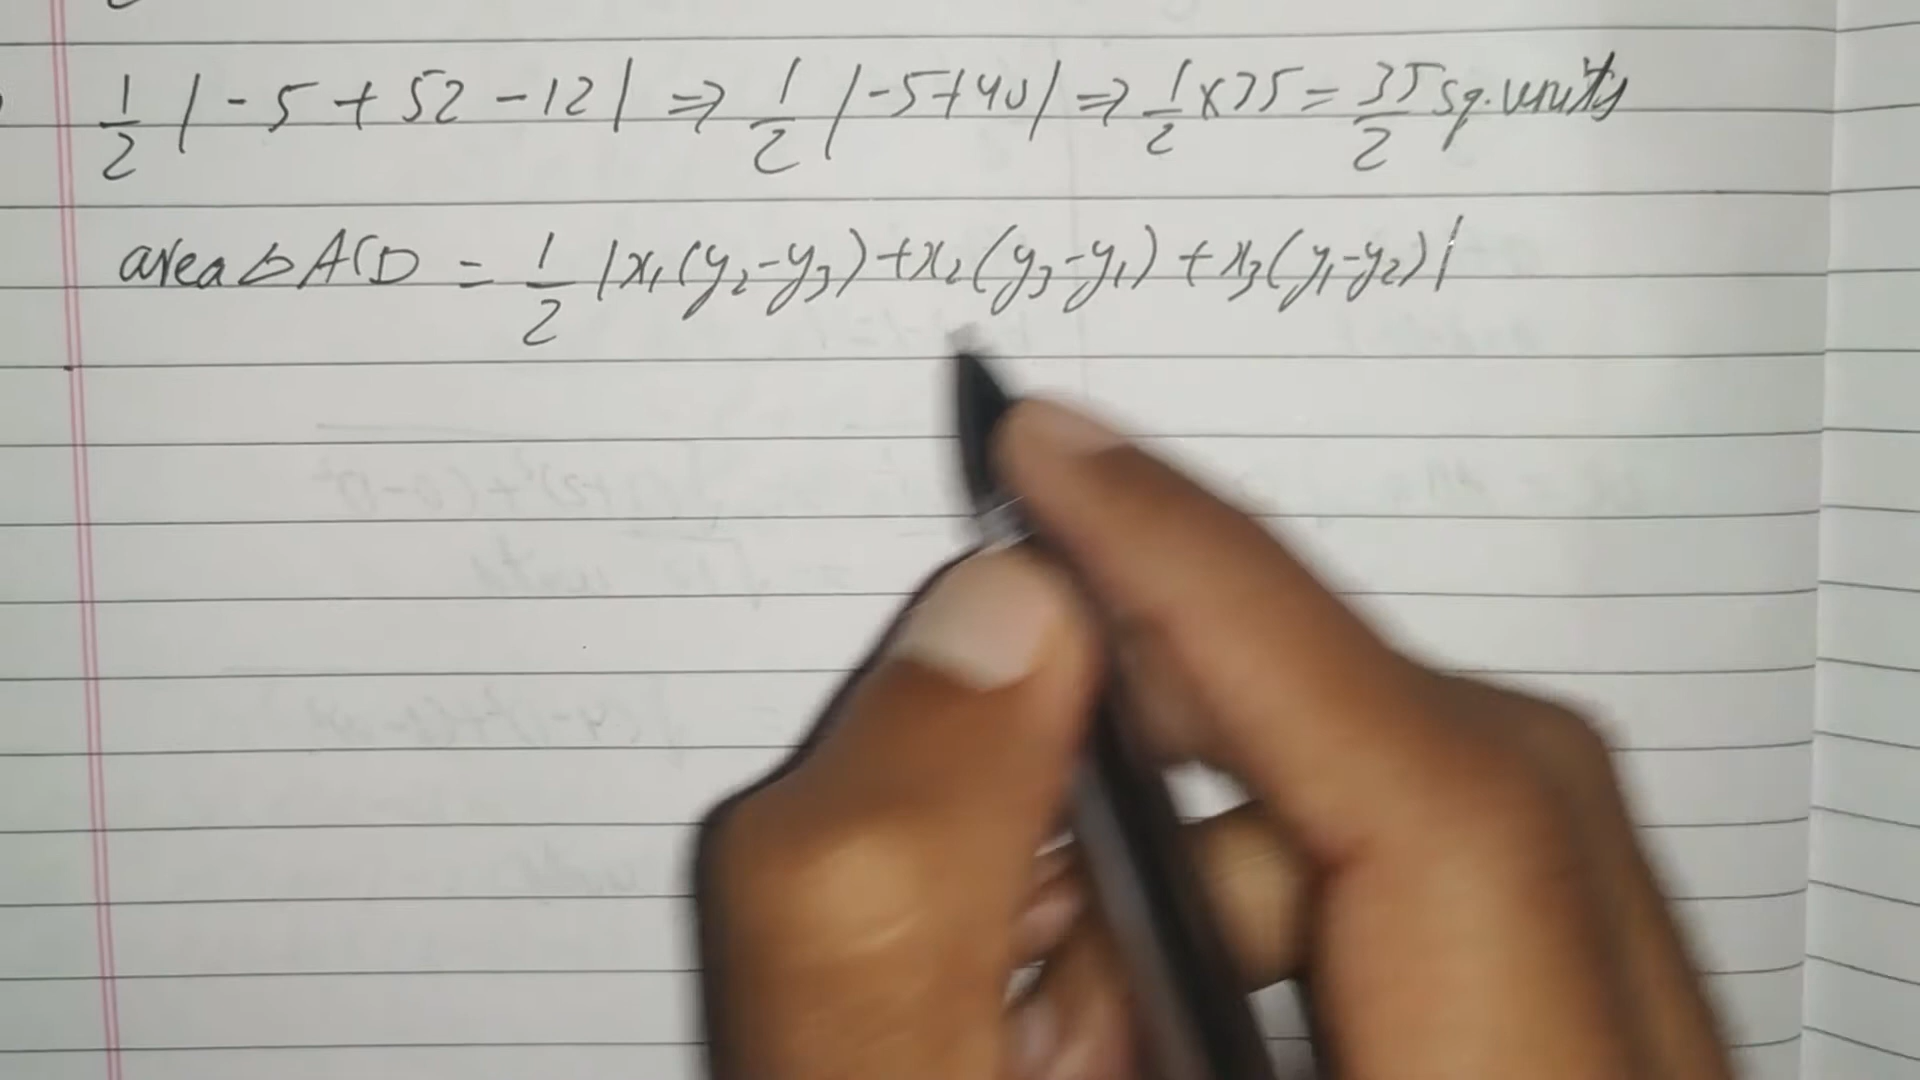 1/2 |-5+52-12| ⇒ 1/2 |-5+40| ⇒ 1/2 ×35 = 35/2 sq.units
area△ACD = 1/2 |x₁(y₂-y₃)+x₂(y₃-y₁)+x₃(y₁-y₂)|